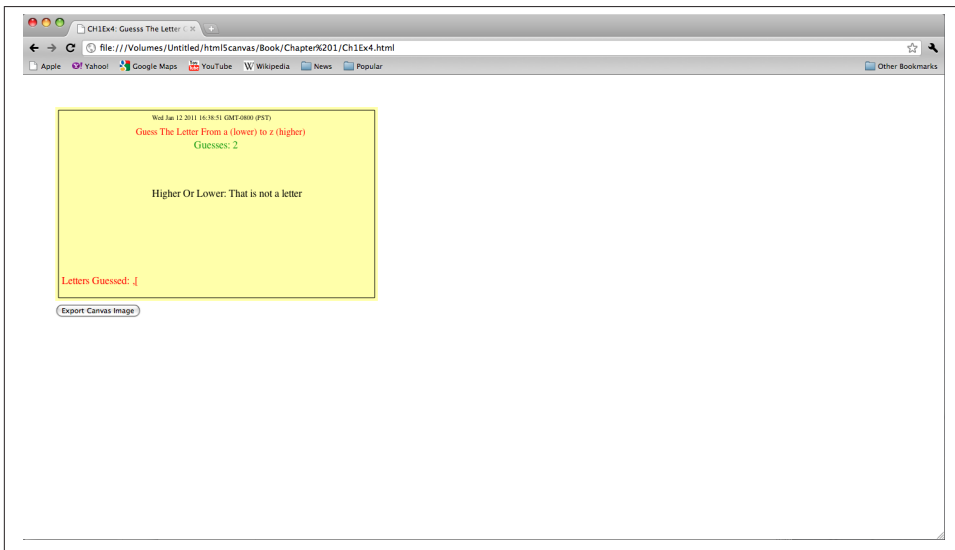 CH1Ex4: Guesss The Letter
file:///Volumes/Untitled/html5canvas/Book/Chapter%201/Ch1Ex4.html
Apple Yahoo! Google Maps YouTube Wikipedia News Popular Other Bookmarks
Wed Jan 12 2011 16:38:51 GMT-0800 (PST)
Guess The Letter From a (lower) to z (higher)
Guesses: 2
Higher Or Lower: That is not a letter
Letters Guessed: ,[
Export Canvas Image